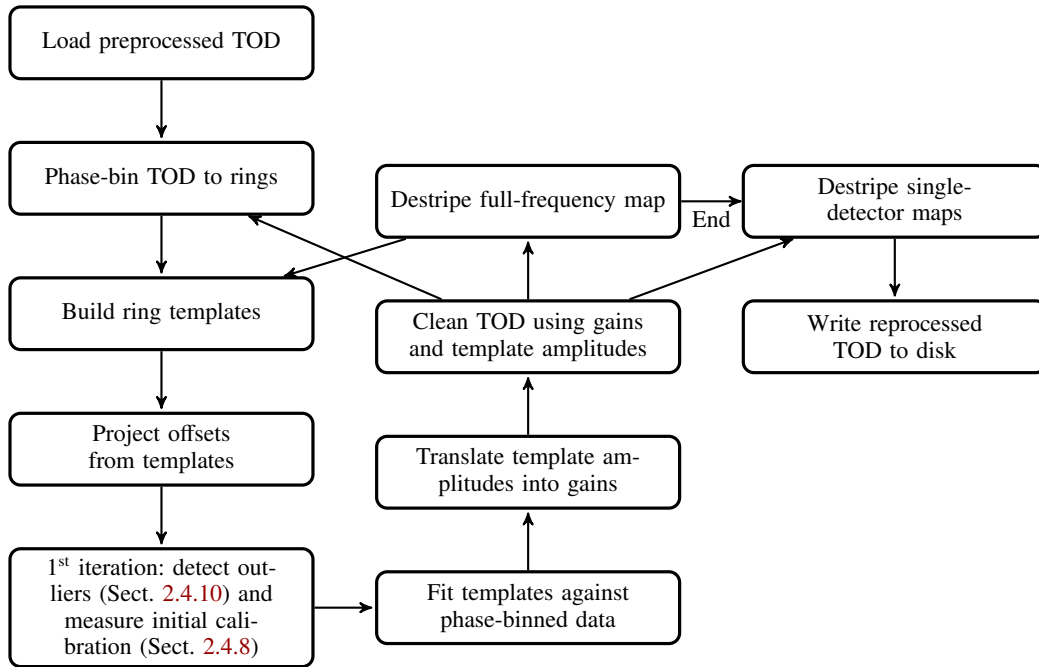 Load preprocessed TOD
Phase-bin TOD to rings
Build ring templates
Project offsets
from templates
1st iteration: detect out-
liers (Sect. 2.4.10) and
measure initial cali-
bration (Sect. 2.4.8)
Destripe full-frequency map
Clean TOD using gains
and template amplitudes
Translate template am-
plitudes into gains
Fit templates against
phase-binned data
End
Destripe single-
detector maps
Write reprocessed
TOD to disk